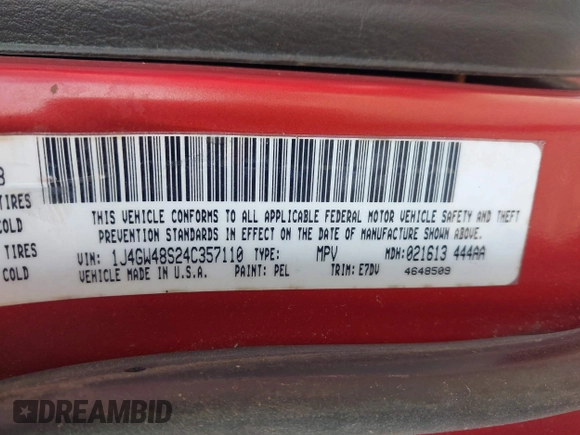 8
TIRES
COLD
TIRES
COLD
THIS VEHICLE CONFORMS TO ALL APPLICABLE FEDERAL MOTOR VEHICLE SAFETY AND THEFT
PREVENTION STANDARDS IN EFFECT ON THE DATE OF MANUFACTURE SHOWN ABOVE.
VIN: 1J4GW48S24C357110 TYPE: MPV MDH: 021613 444AA
VEHICLE MADE IN U.S.A. PAINT: PEL TRIM: E7DV 4648509
DREAMBID